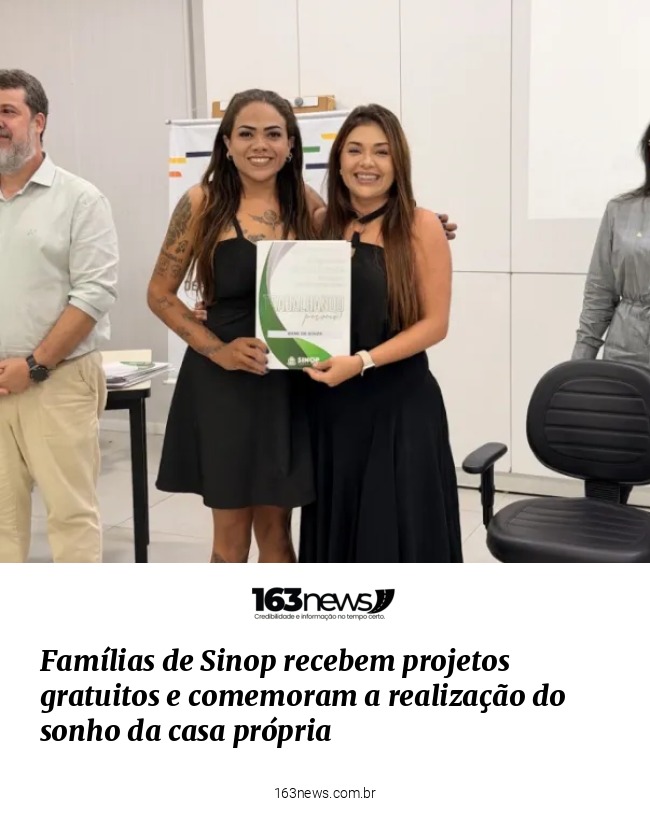 SINOP
163news
Credibilidade e informação no tempo certo.
Famílias de Sinop recebem projetos
gratuitos e comemoram a realização do
sonho da casa própria
163news.com.br